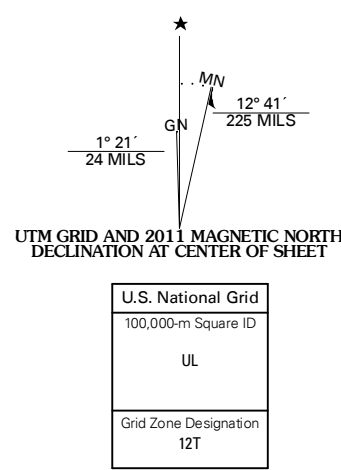 MN
GN
12° 41´
225 MILS
1° 21´
24 MILS
UTM GRID AND 2011 MAGNETIC NORTH
DECLINATION AT CENTER OF SHEET
U.S. National Grid
100,000-m Square ID
UL
Grid Zone Designation
12T